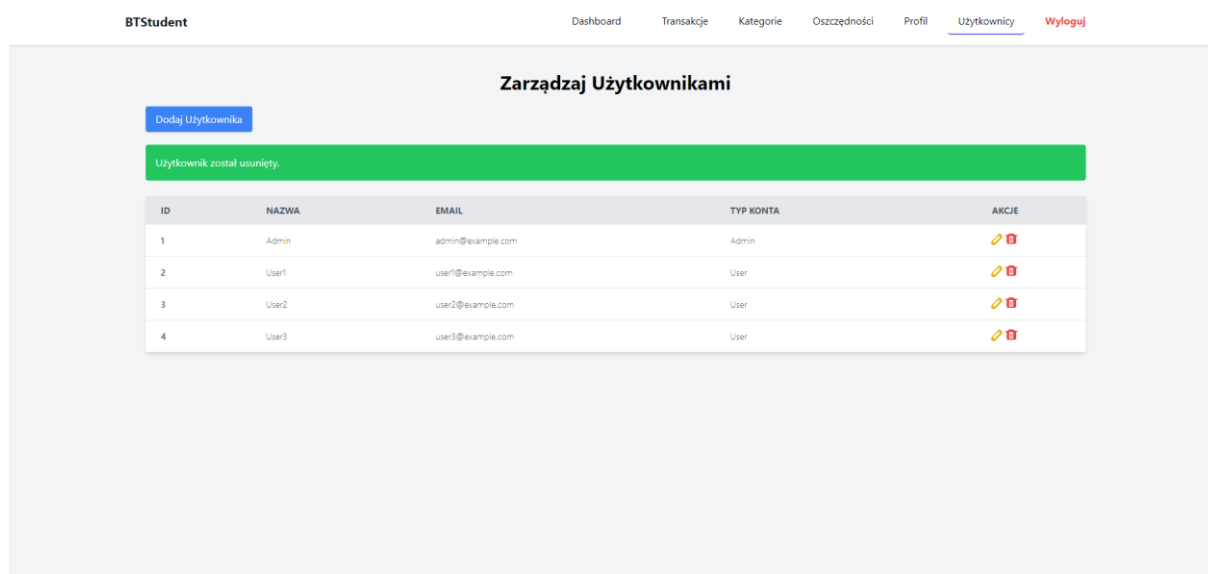 BTStudent Dashboard Transakcje Kategorie Oszczędności Profil Użytkownicy Wyloguj
Zarządzaj Użytkownikami
Dodaj Użytkownika
Użytkownik został usunięty.
ID NAZWA EMAIL TYP KONTA AKCJE
1 Admin admin@example.com Admin
2 User1 user1@example.com User
3 User2 user2@example.com User
4 User3 user3@example.com User